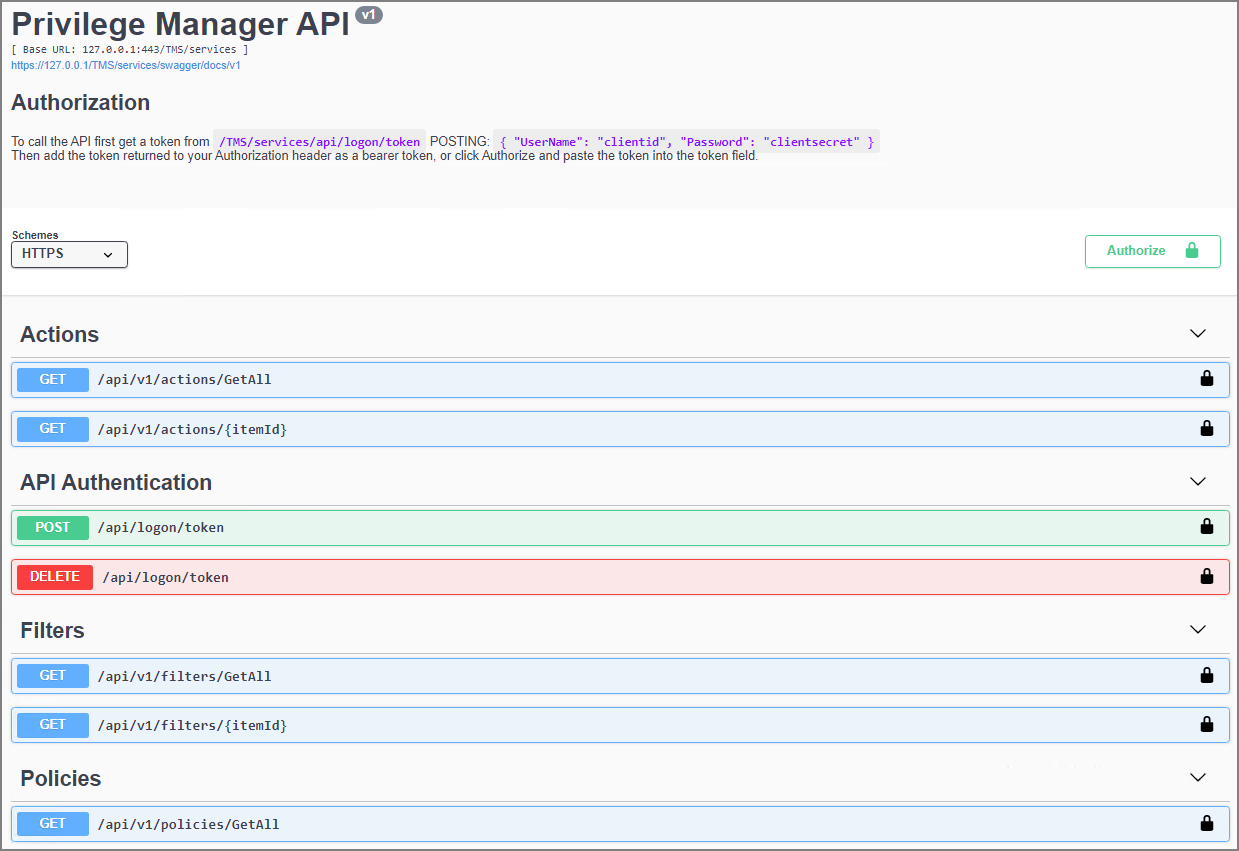 Privilege Manager API v1
[ Base URL: 127.0.0.1:443/TMS/services ]
https://127.0.0.1/TMS/services/swagger/docs/v1
Authorization
To call the API first get a token from /TMS/services/api/logon/token POSTING: { "UserName": "clientid", "Password": "clientsecret" }
Then add the token returned to your Authorization header as a bearer token, or click Authorize and paste the token into the token field.
Schemes
HTTPS
Authorize
Actions
GET /api/v1/actions/GetAll
GET /api/v1/actions/{itemId}
API Authentication
POST /api/logon/token
DELETE /api/logon/token
Filters
GET /api/v1/filters/GetAll
GET /api/v1/filters/{itemId}
Policies
GET /api/v1/policies/GetAll